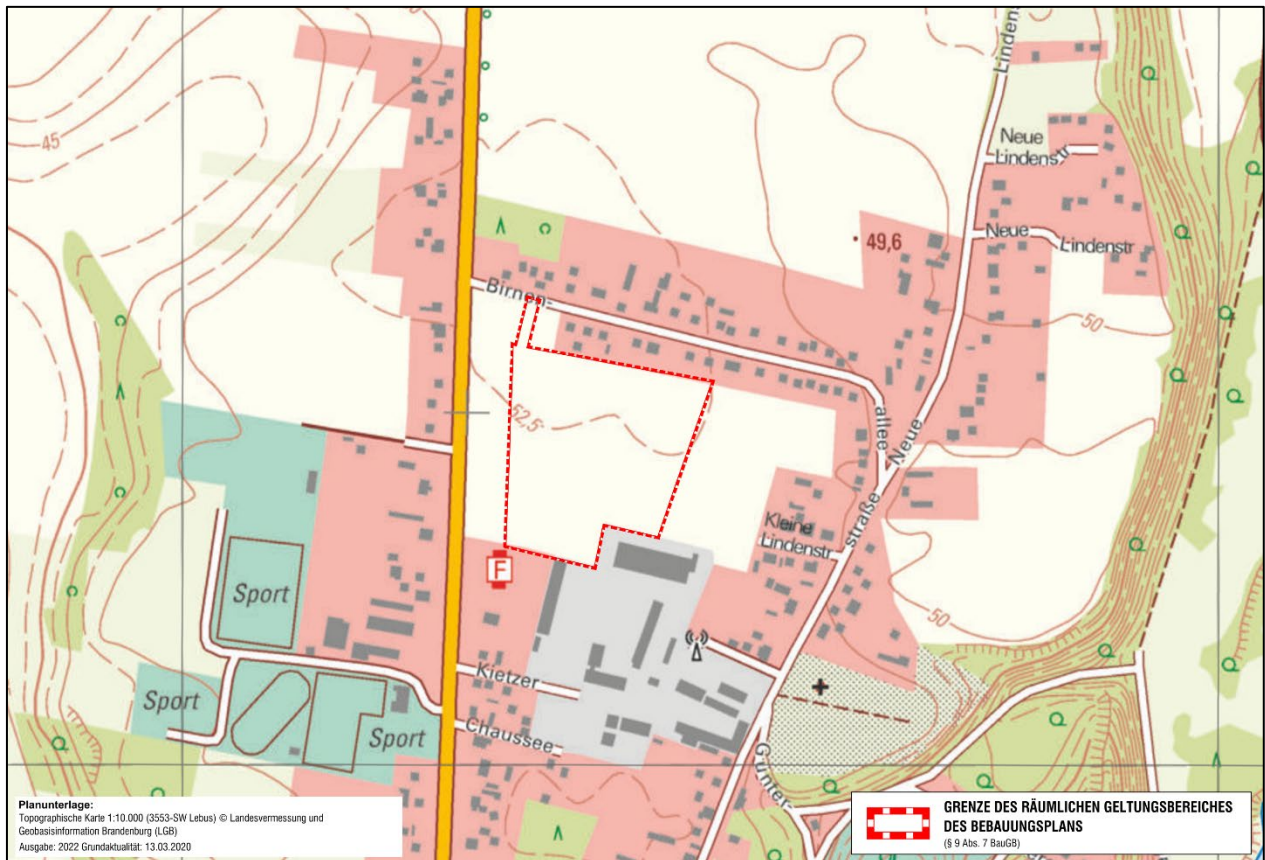 Linden
45
Neue
Lindenstr
Neue
Lindenstr
49,6
Birnen-
50
52,5
allee
Neue
straße
Kleine
Lindenstr
F
Sport
50
Kietzer
Sport
Sport
Chaussee
Günter-
Planunterlage:
Topographische Karte 1:10.000 (3553-SW Lebus) © Landesvermessung und
Geobasisinformation Brandenburg (LGB)
Ausgabe: 2022 Grundaktualität: 13.03.2020
GRENZE DES RÄUMLICHEN GELTUNGSBEREICHES
DES BEBAUUNGSPLANS
(§ 9 Abs. 7 BauGB)